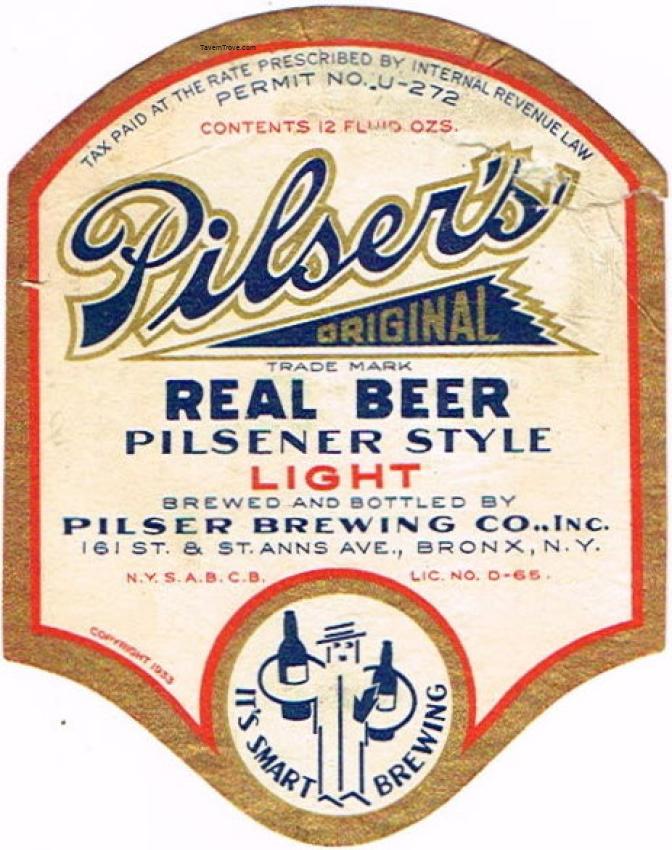 TavernTrove.com
TAX PAID AT THE RATE PRESCRIBED BY INTERNAL REVENUE LAW
PERMIT NO. U-272
CONTENTS 12 FLUID OZS.
Pilser's
ORIGINAL
TRADE MARK
REAL BEER
PILSENER STYLE
LIGHT
BREWED AND BOTTLED BY
PILSER BREWING CO., INC.
161 ST. & ST. ANNS AVE., BRONX, N.Y.
N.Y. S.A.B.C.B. LIC. NO. D-65.
COPYRIGHT 1933
IT'S SMART BREWING